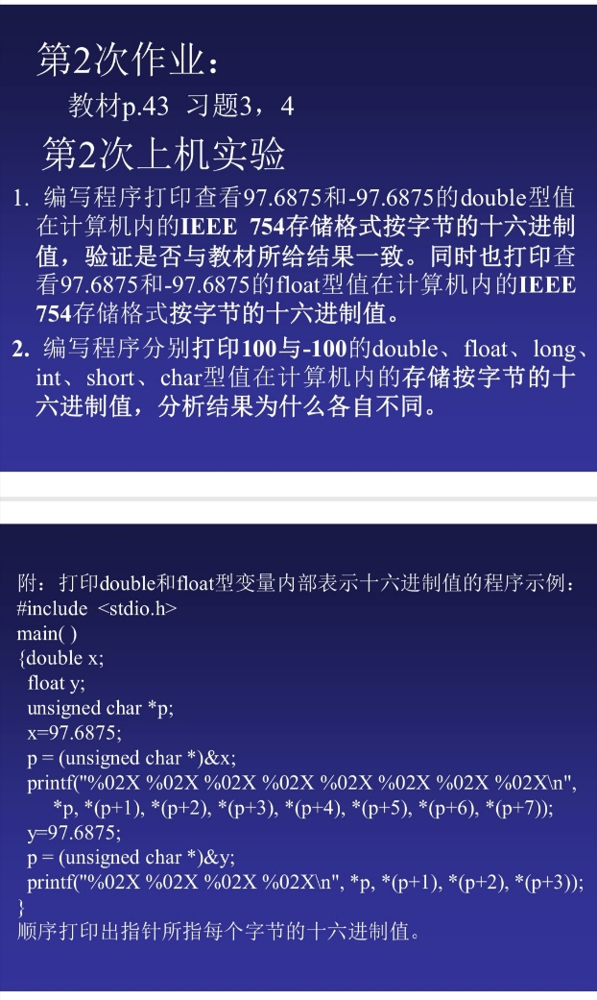 第2次作业：
教材p.43 习题3，4
第2次上机实验
1. 编写程序打印查看97.6875和-97.6875的double型值
在计算机内的IEEE 754存储格式按字节的十六进制
值，验证是否与教材所给结果一致。同时也打印查
看97.6875和-97.6875的float型值在计算机内的IEEE
754存储格式按字节的十六进制值。
2. 编写程序分别打印100与-100的double、float、long、
int、short、char型值在计算机内的存储按字节的十
六进制值，分析结果为什么各自不同。
附：打印double和float型变量内部表示十六进制值的程序示例：
#include <stdio.h>
main( )
{double x;
float y;
unsigned char *p;
x=97.6875;
p = (unsigned char *)&x;
printf("%02X %02X %02X %02X %02X %02X %02X %02X\n",
*p, *(p+1), *(p+2), *(p+3), *(p+4), *(p+5), *(p+6), *(p+7));
y=97.6875;
p = (unsigned char *)&y;
printf("%02X %02X %02X %02X\n", *p, *(p+1), *(p+2), *(p+3));
}
顺序打印出指针所指每个字节的十六进制值。